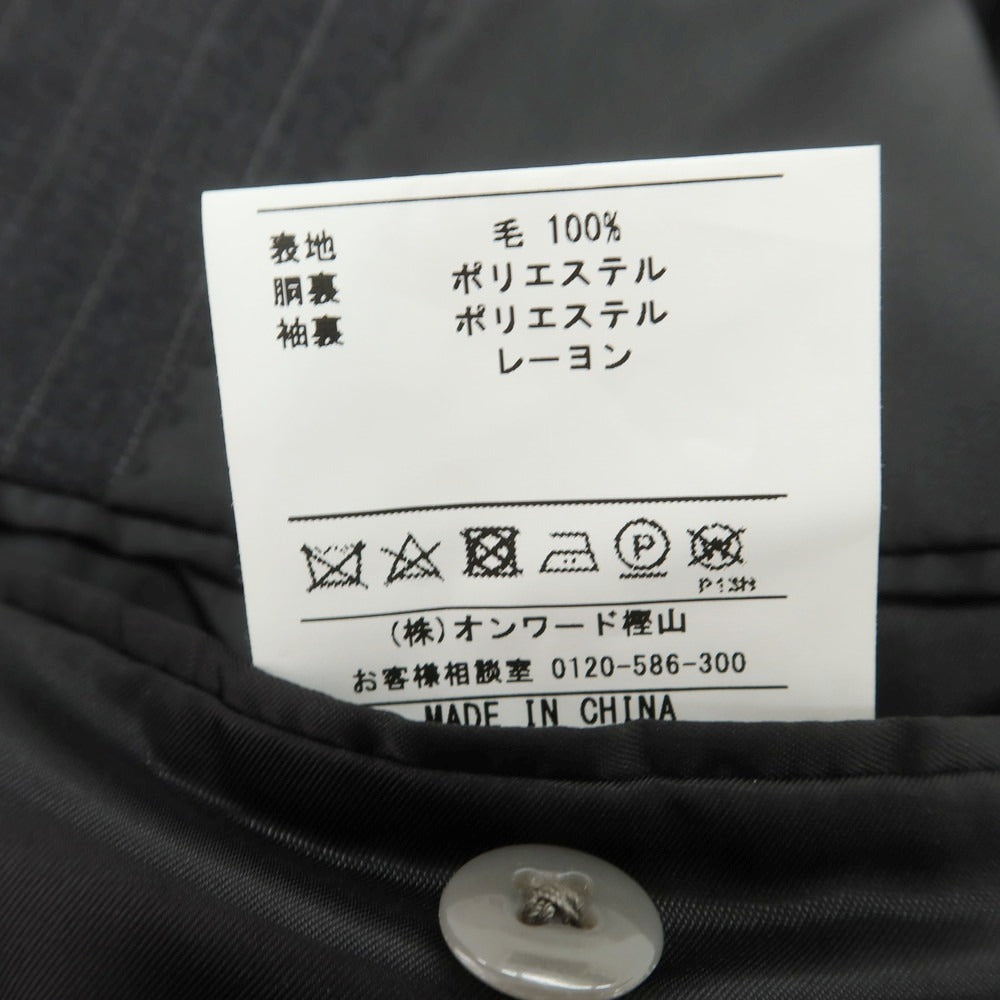 表地 毛 100%
胴裏 ポリエステル
袖裏 ポリエステル
レーヨン
P
W
(株)オンワード樫山
お客様相談室 0120-586-300
MADE IN CHINA